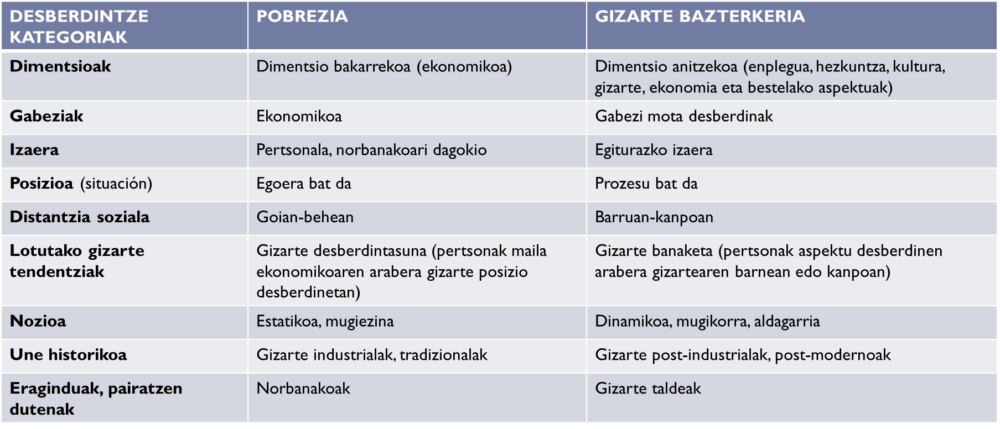 DESBERDINTZE KATEGORIAK POBREZIA GIZARTE BAZTERKERIA
Dimentsioak Dimentsio bakarrekoa (ekonomikoa) Dimentsio anitzekoa (enplegua, hezkuntza, kultura, gizarte, ekonomia eta bestelako aspektuak)
Gabeziak Ekonomikoa Gabezi mota desberdinak
Izaera Pertsonala, norbanakoari dagokio Egiturazko izaera
Posizioa (situación) Egoera bat da Prozesu bat da
Distantzia soziala Goian-behean Barruan-kanpoan
Lotutako gizarte tendentziak Gizarte desberdintasuna (pertsonak maila ekonomikoaren arabera gizarte posizio desberdinetan) Gizarte banaketa (pertsonak aspektu desberdinen arabera gizartearen barnean edo kanpoan)
Nozioa Estatikoa, mugiezina Dinamikoa, mugikorra, aldagarria
Une historikoa Gizarte industrialak, tradizionalak Gizarte post-industrialak, post-modernoak
Eraginduak, pairatzen dutenak Norbanakoak Gizarte taldeak